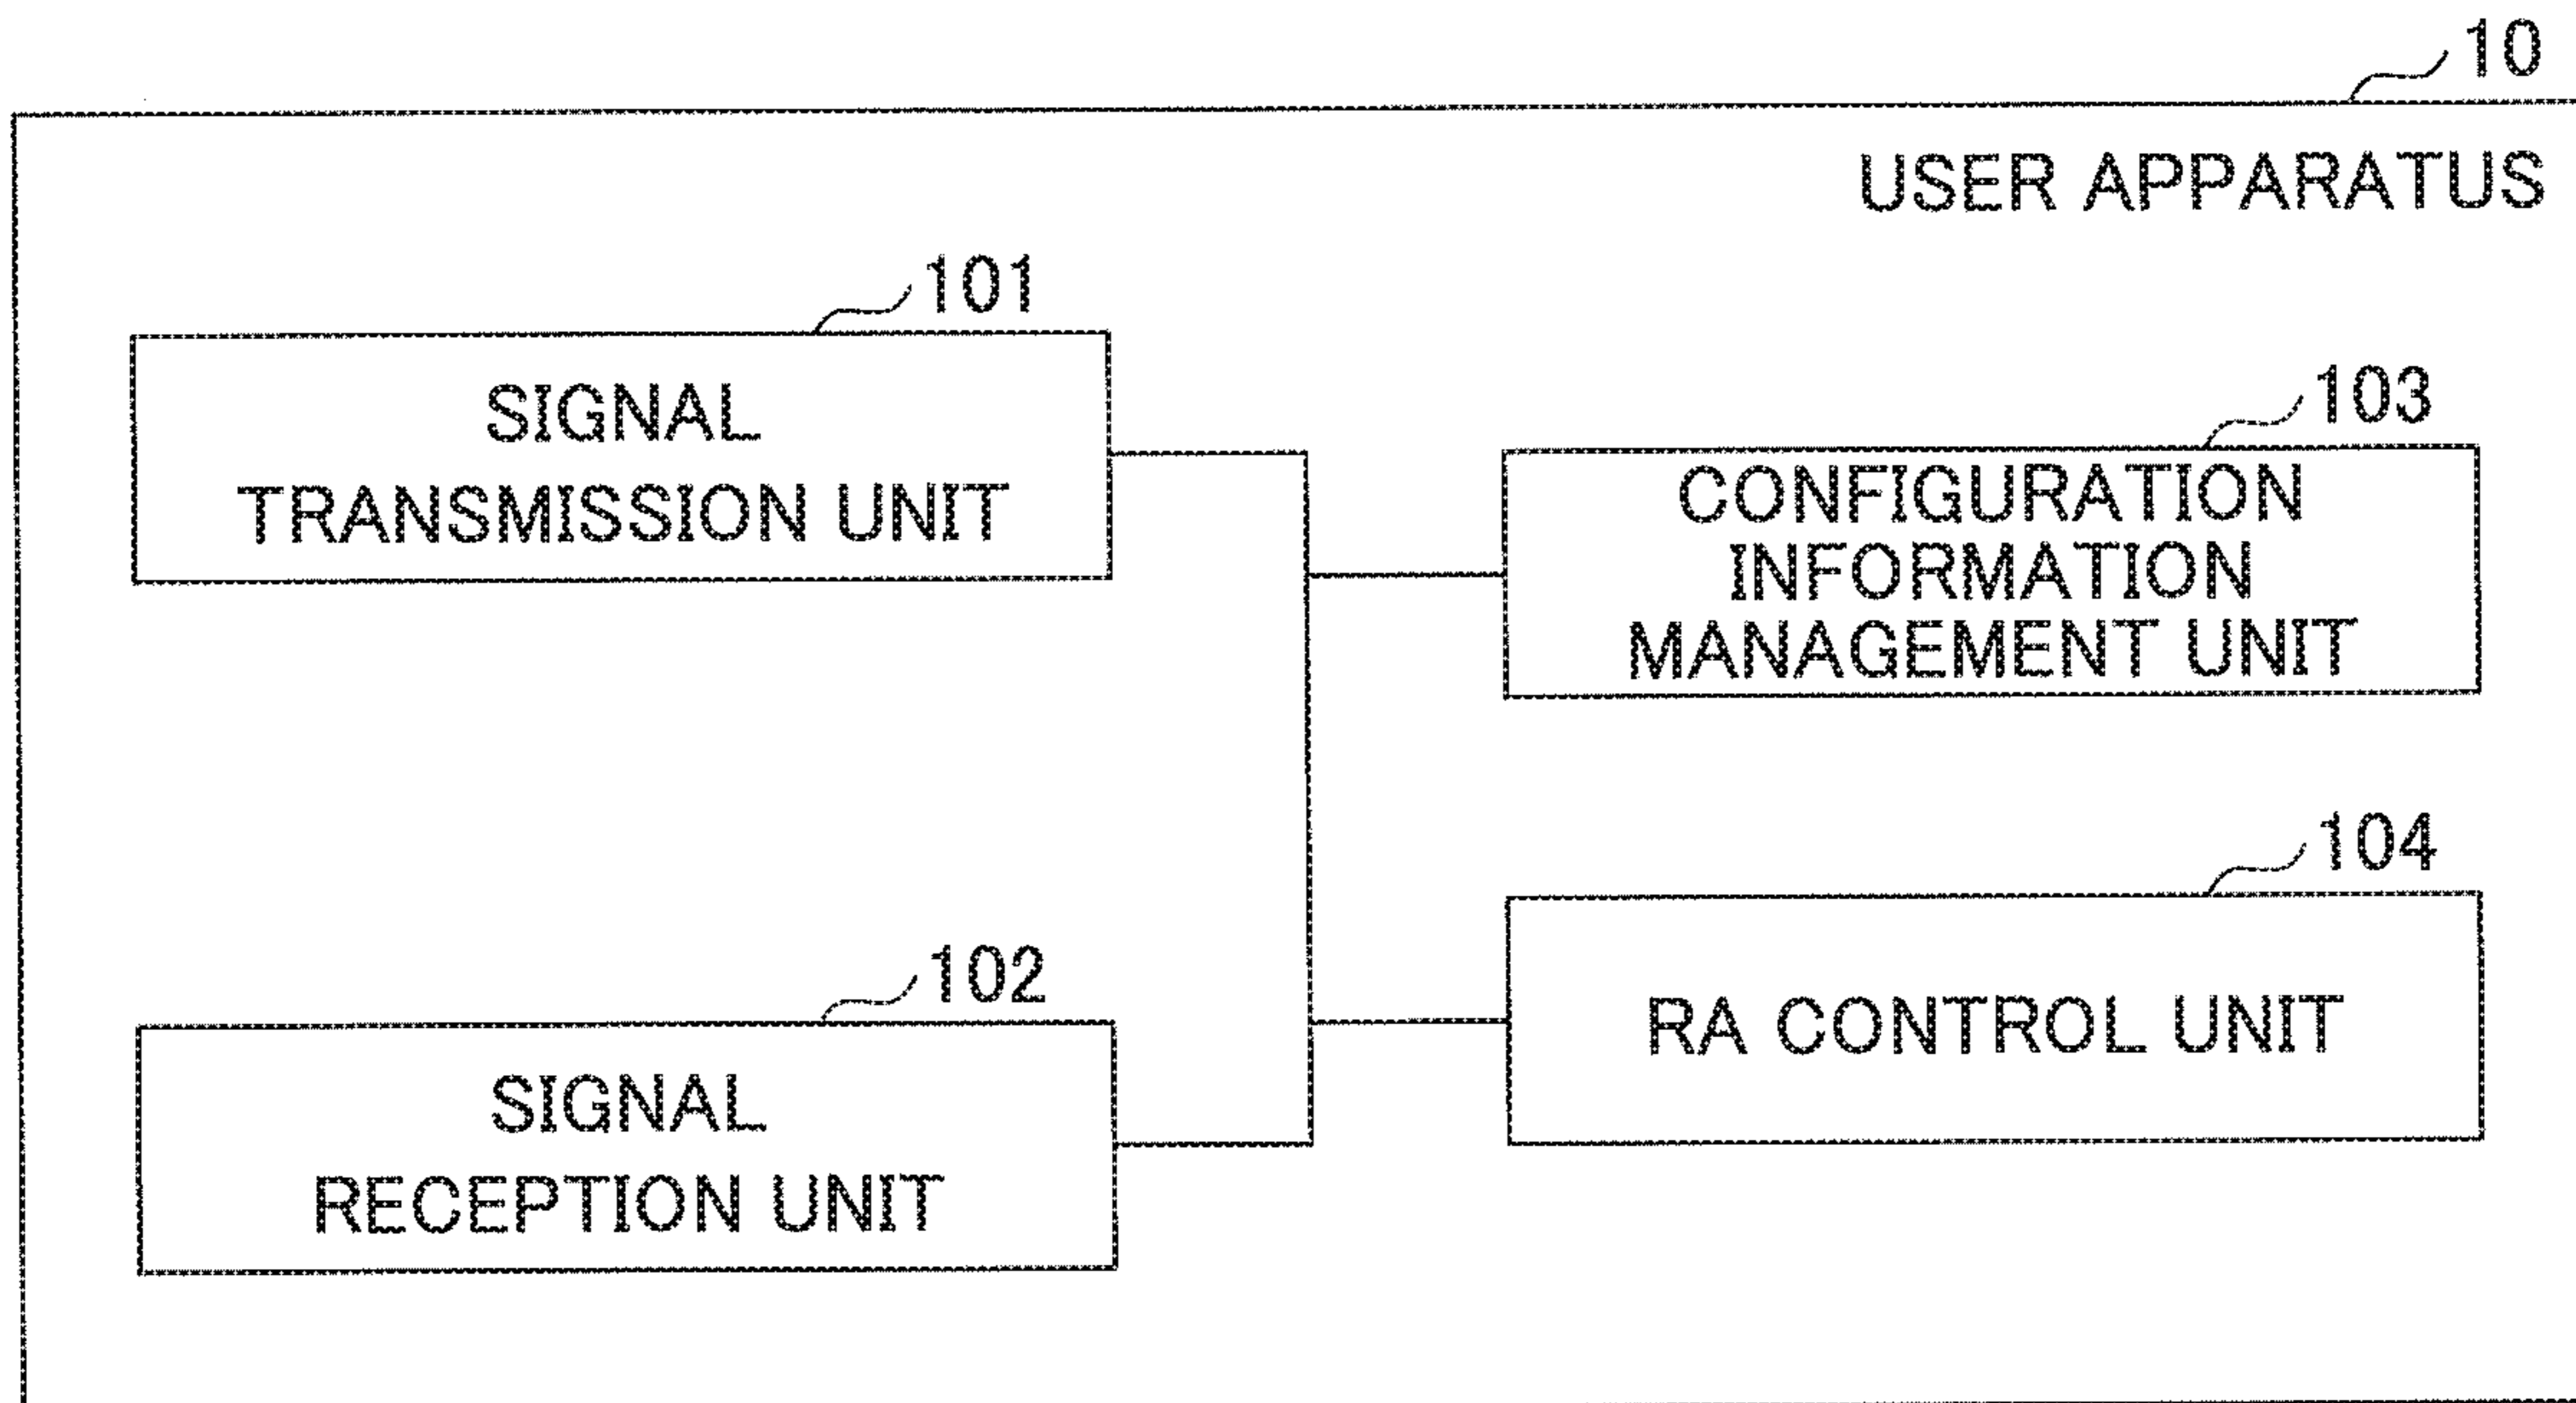 10
USER APPARATUS
101
SIGNAL
TRANSMISSION UNIT
103
CONFIGURATION
INFORMATION
MANAGEMENT UNIT
102
SIGNAL
RECEPTION UNIT
104
RA CONTROL UNIT